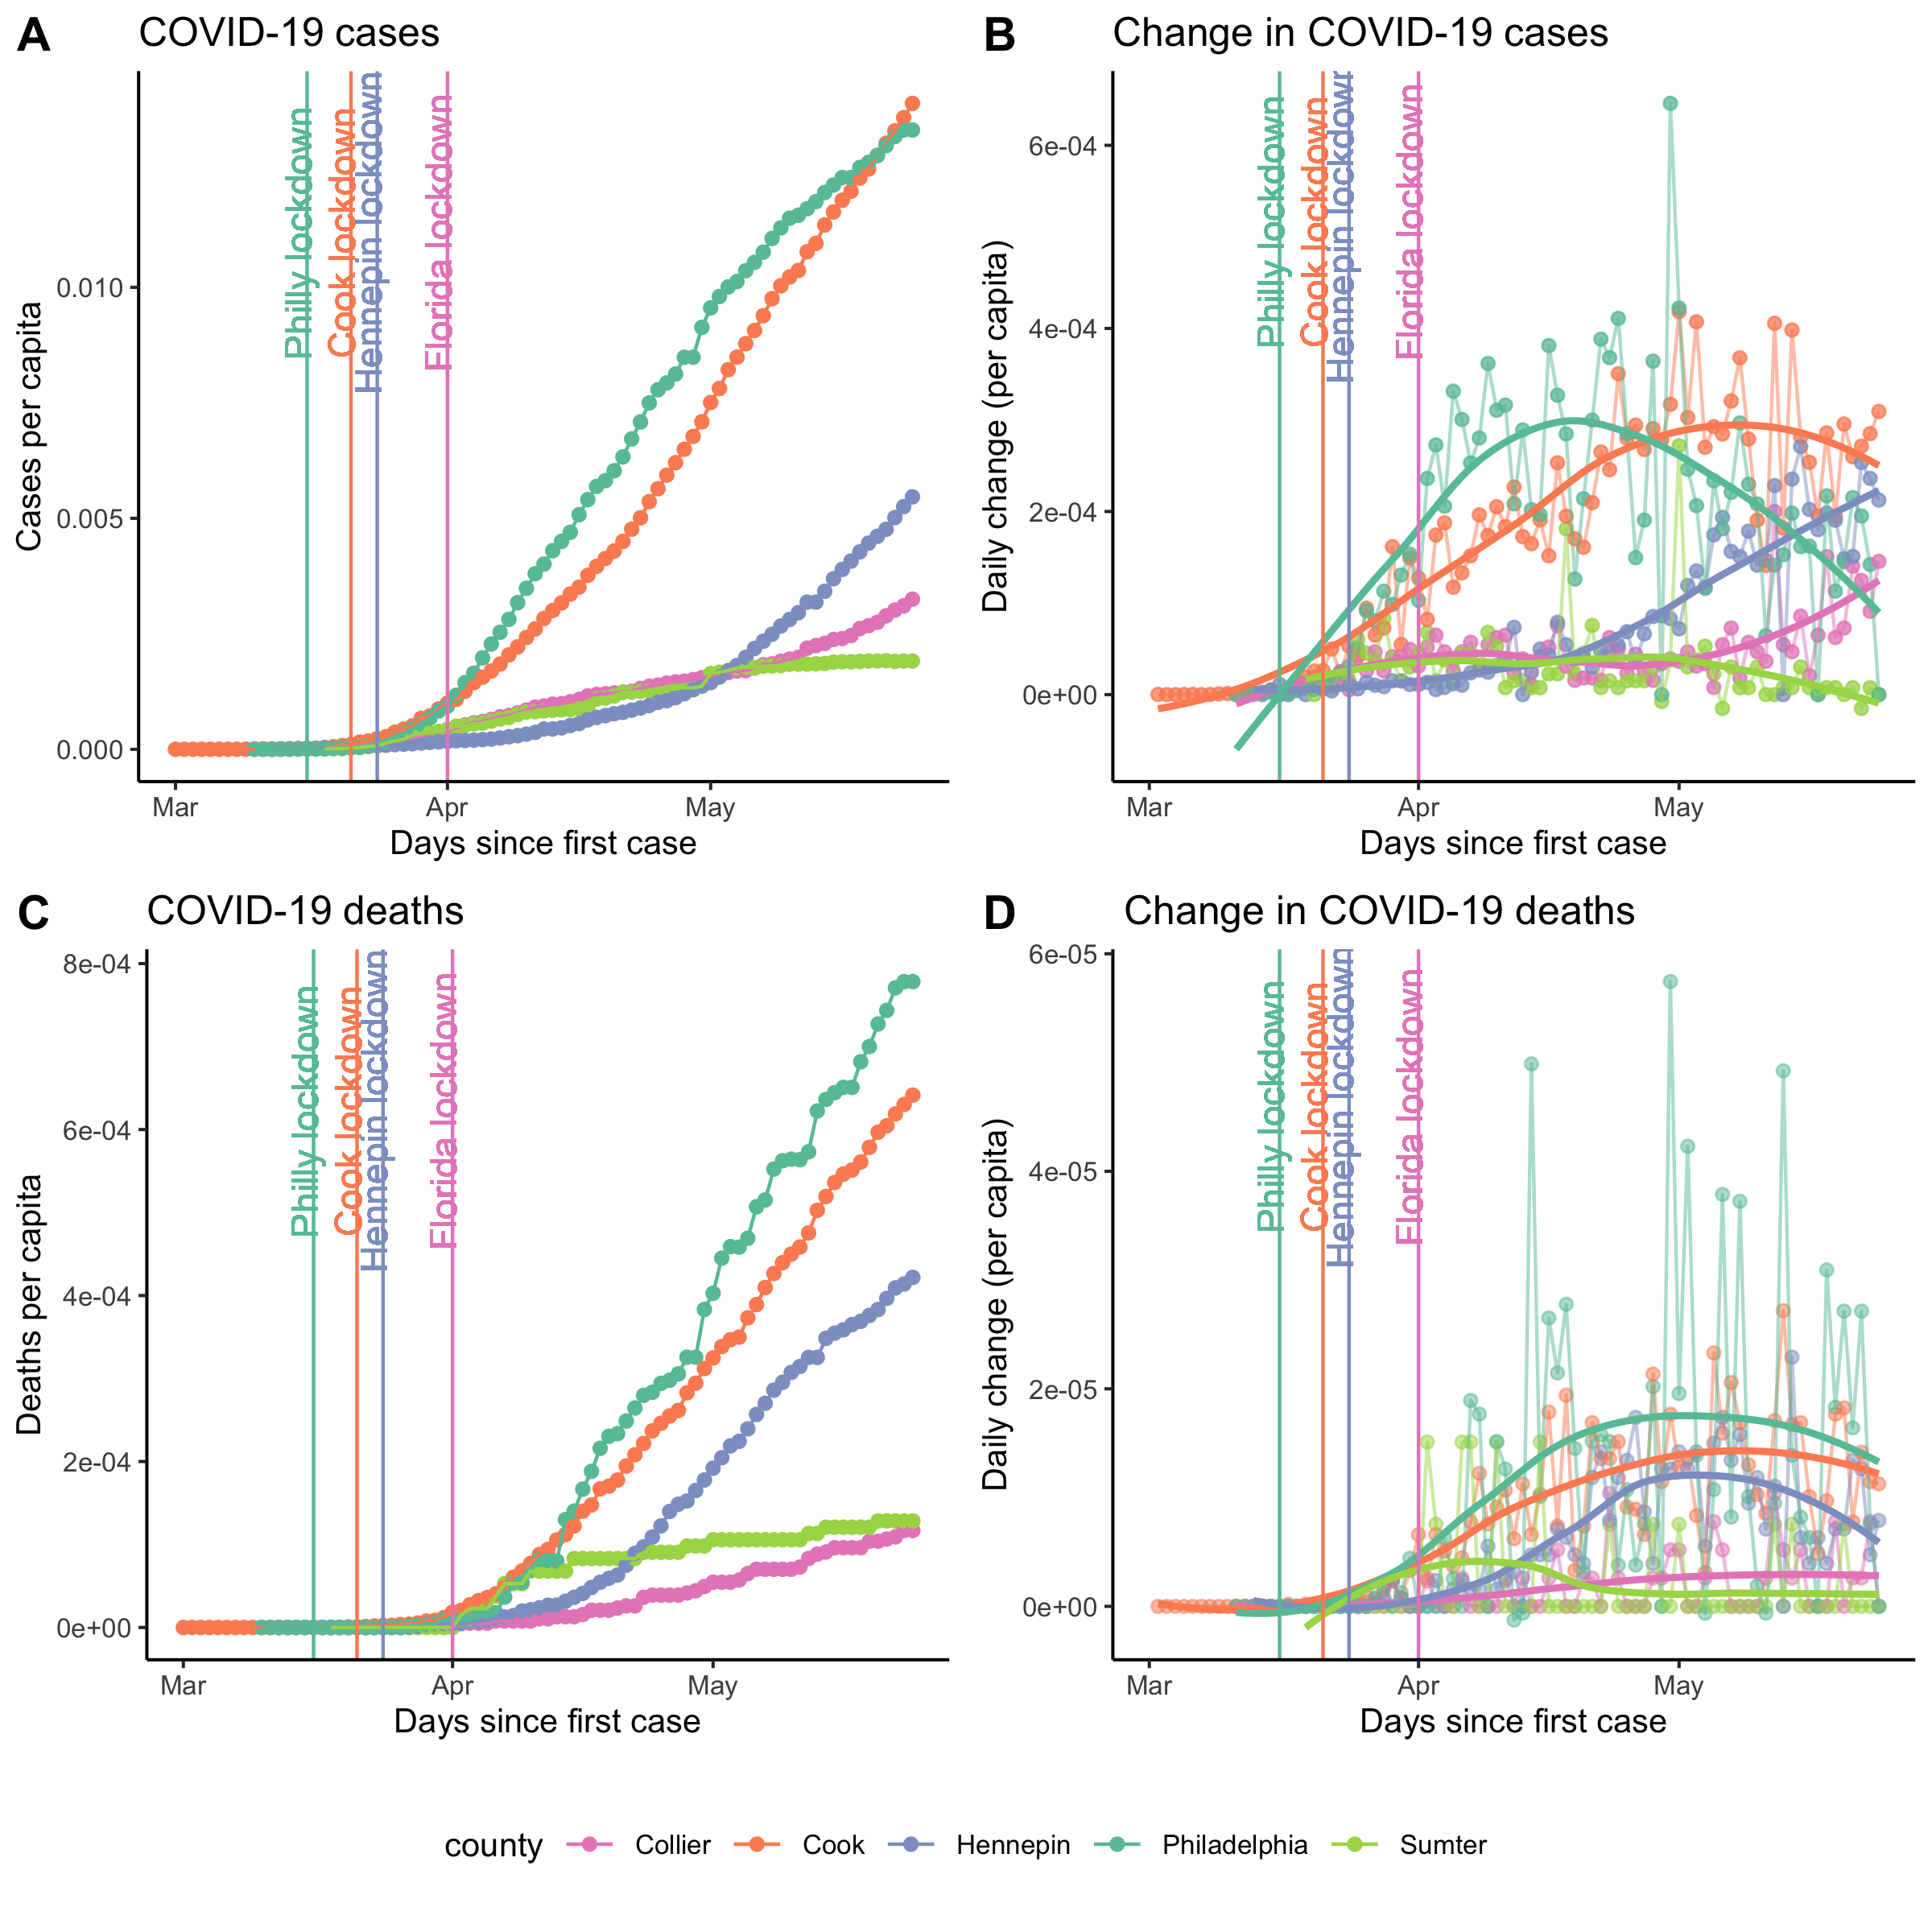 A
COVID-19 cases
Cases per capita
0.010
0.005
0.000
Philly lockdown
Cook lockdown
Hennepin lockdown
Florida lockdown
Mar
Apr
May
Days since first case
B
Change in COVID-19 cases
Daily change (per capita)
6e-04
4e-04
2e-04
0e+00
Philly lockdown
Cook lockdown
Hennepin lockdown
Florida lockdown
Mar
Apr
May
Days since first case
C
COVID-19 deaths
Deaths per capita
8e-04
6e-04
4e-04
2e-04
0e+00
Philly lockdown
Cook lockdown
Hennepin lockdown
Florida lockdown
Mar
Apr
May
Days since first case
D
Change in COVID-19 deaths
Daily change (per capita)
6e-05
4e-05
2e-05
0e+00
Philly lockdown
Cook lockdown
Hennepin lockdown
Florida lockdown
Mar
Apr
May
Days since first case
county
Collier
Cook
Hennepin
Philadelphia
Sumter